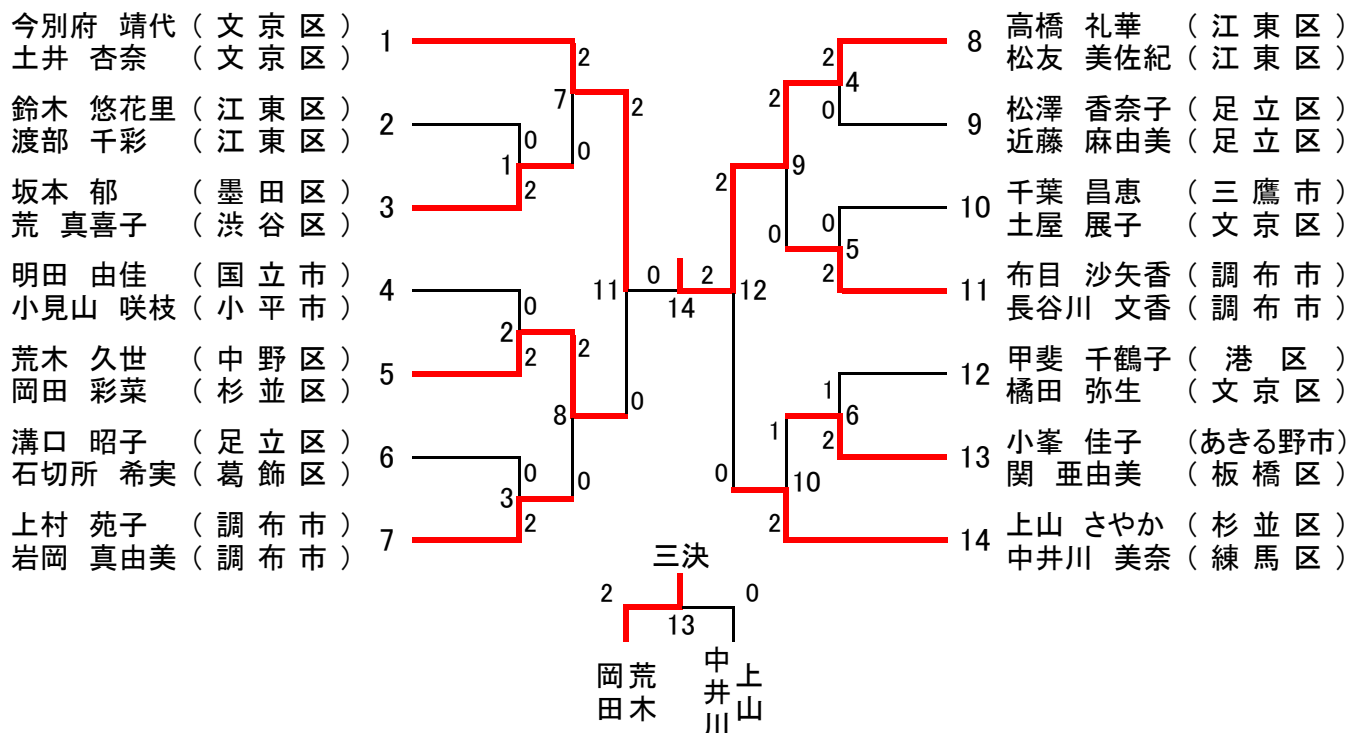 今別府 靖代 ( 文 京 区 )
1
土井 杏奈 ( 文 京 区 )
鈴木 悠花里 ( 江 東 区 )
2
渡部 千彩 ( 江 東 区 )
坂本 郁 ( 墨 田 区 )
3
荒 真喜子 ( 渋 谷 区 )
明田 由佳 ( 国 立 市 )
4
小見山 咲枝 ( 小 平 市 )
荒木 久世 ( 中 野 区 )
5
岡田 彩菜 ( 杉 並 区 )
溝口 昭子 ( 足 立 区 )
6
石切所 希実 ( 葛 飾 区 )
上村 苑子 ( 調 布 市 )
7
岩岡 真由美 ( 調 布 市 )
2
7
0
0
1
2
2
0
2
2
2
8
0
0
3
2
0
11
0
14
2
12
2
0
2
9
0
2
4
0
0
5
2
1
6
2
1
10
2
高橋 礼華 ( 江 東 区 )
8
松友 美佐紀 ( 江 東 区 )
松澤 香奈子 ( 足 立 区 )
9
近藤 麻由美 ( 足 立 区 )
千葉 昌恵 ( 三 鷹 市 )
10
土屋 展子 ( 文 京 区 )
布目 沙矢香 ( 調 布 市 )
11
長谷川 文香 ( 調 布 市 )
甲斐 千鶴子 ( 港 区 )
12
橘田 弥生 ( 文 京 区 )
小峯 佳子 (あきる野市)
13
関 亜由美 ( 板 橋 区 )
上山 さやか ( 杉 並 区 )
14
中井川 美奈 ( 練 馬 区 )
三決
2
0
13
荒木
岡田
上山
中井川